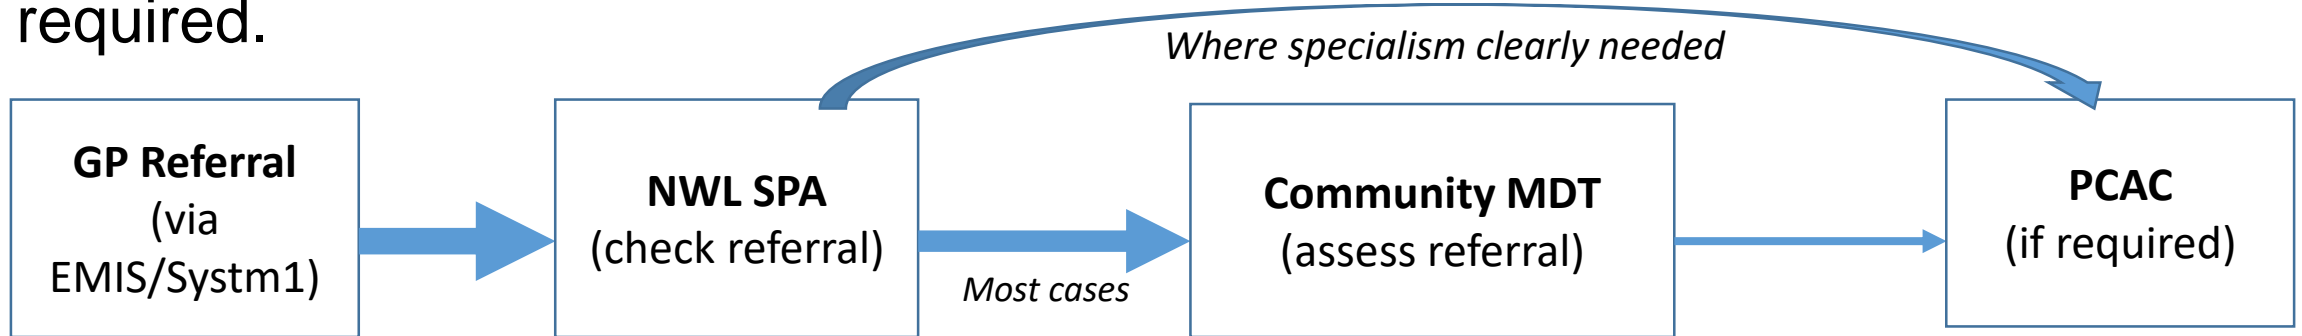 required.
Where specialism clearly needed
GP Referral
(via
EMIS/Systm1)
NWL SPA
(check referral)
Most cases
Community MDT
(assess referral)
PCAC
(if required)